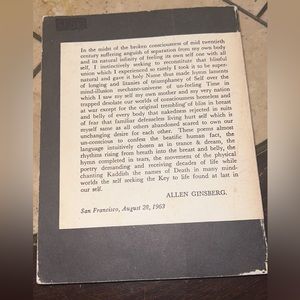 In the midst of the broken consciousness of mid twentieth
century suffering anguish of separation from my own body
and its natural infinity of feeling its own self one with all
self, I instinctively seeking to reconstitute that blissful
union which I experienced so rarely I took it to be super-
natural and gave it holy Name thus made hymn laments
of longing and litanies of triumphancy of Self over the
mind-illusion mechano-universe of un-feeling Time in
which I saw my self my own mother and my very nation
trapped desolate our worlds of consciousness homeless and
at war except for the original trembling of bliss in breast
and belly of every body that nakedness rejected in suits
of fear that familiar defenseless living hurt self which is
myself same as all others abandoned scared to own our
unchanging desire for each other. These poems almost
un-conscious to confess the beatific human fact, the
language intuitively chosen as in trance & dream, the
rhythms rising from breath into the breast and belly, the
hymn completed in tears, the movement of the physical
poetry demanding and receiving decades of life while
chanting Kaddish the names of Death in many mind-
worlds the self seeking the Key to life found at last in
our self.
ALLEN GINSBERG.
San Francisco, August 28, 1963